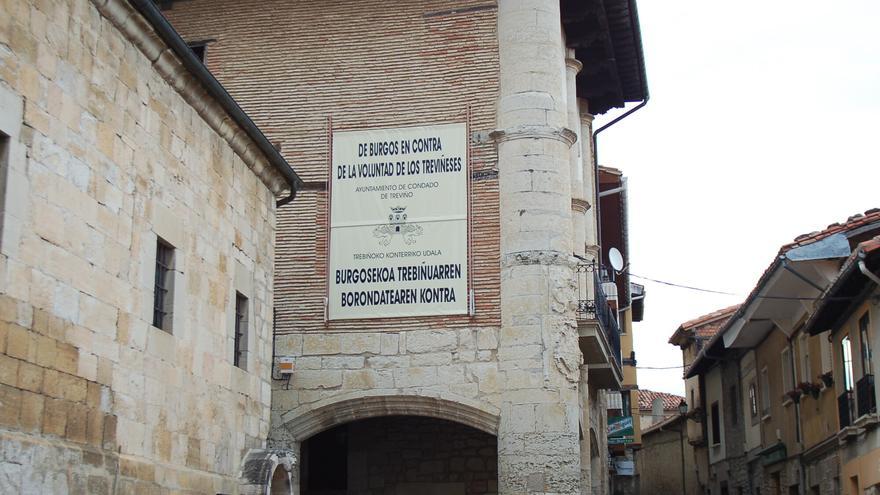 DE BURGOS EN CONTRA
DE LA VOLUNTAD DE LOS TREVIÑESES
AYUNTAMIENTO DE CONDADO
DE TREVIÑO
TREBIÑOKO KONTERRIKO UDALA
BURGOSEKOA TREBIÑUARREN
BORONDATEAREN KONTRA